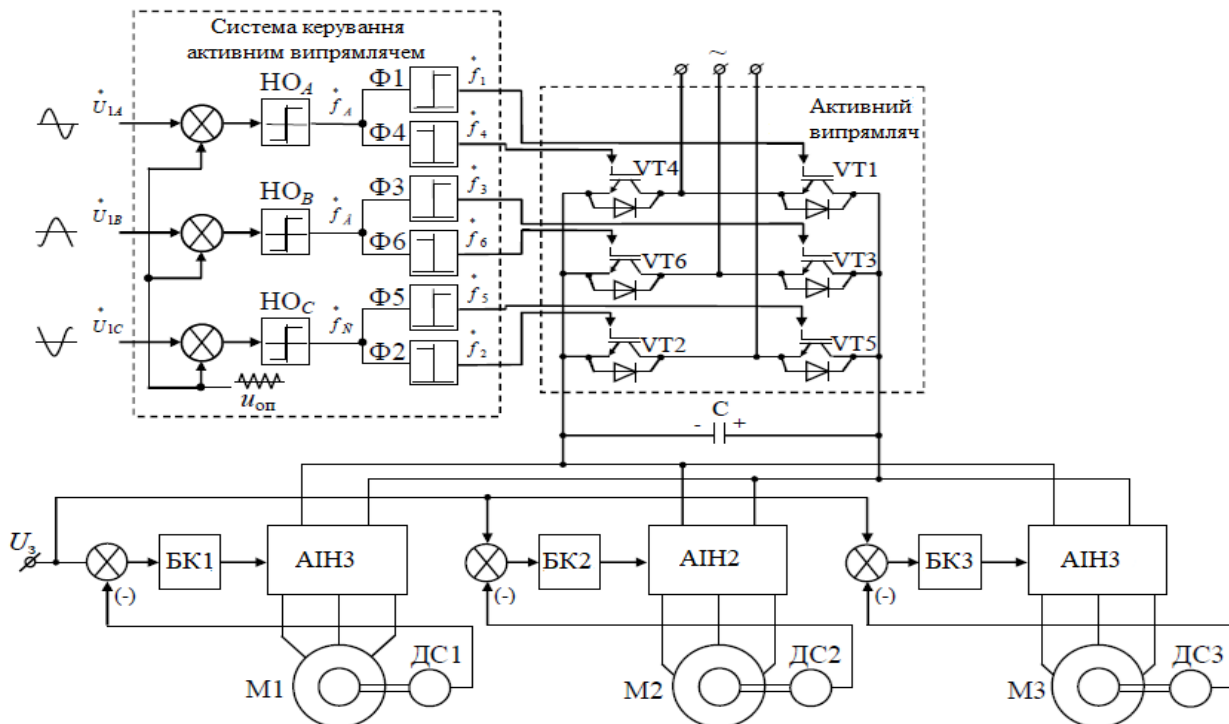 Система керування
активним випрямлячем
U̇1A
НОA
ḟA
Ф1
ḟ1
Ф4
ḟ4
U̇1B
НОB
ḟÂ
Ф3
ḟ3
Ф6
ḟ6
U̇1C
НОC
ḟÑ
Ф5
ḟ5
Ф2
ḟ2
uоп
~
Активний
випрямляч
VT4
VT1
VT6
VT3
VT2
VT5
C
- +
Uз
(-)
БК1
АІН3
М1
ДС1
(-)
БК2
АІН2
М2
ДС2
(-)
БК3
АІН3
М3
ДС3